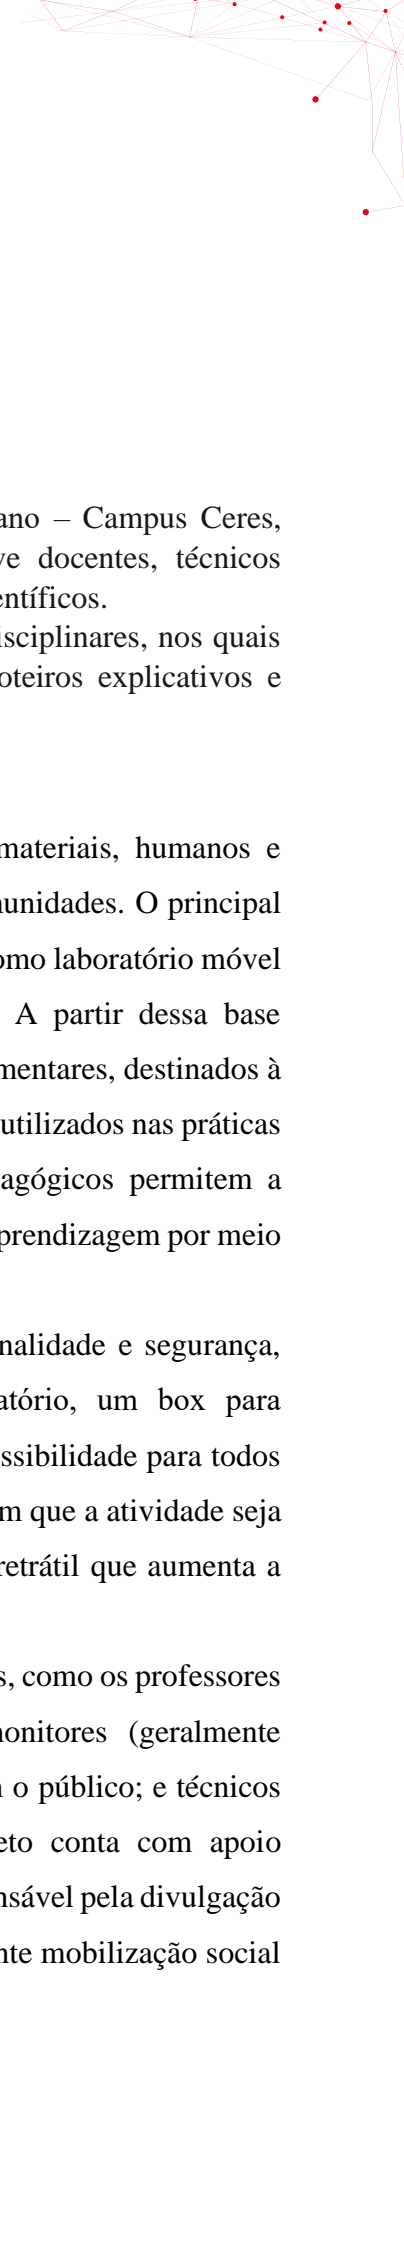 ano – Campus Ceres,
ve docentes, técnicos
entíficos.
isciplinares, nos quais
oteiros explicativos e
materiais, humanos e
nunidades. O principal
omo laboratório móvel
A partir dessa base
mentares, destinados à
utilizados nas práticas
agógicos permitem a
prendizagem por meio
nalidade e segurança,
atório, um box para
ssibilidade para todos
m que a atividade seja
retrátil que aumenta a
s, como os professores
nonitores (geralmente
o público; e técnicos
eto conta com apoio
nsável pela divulgação
nte mobilização social